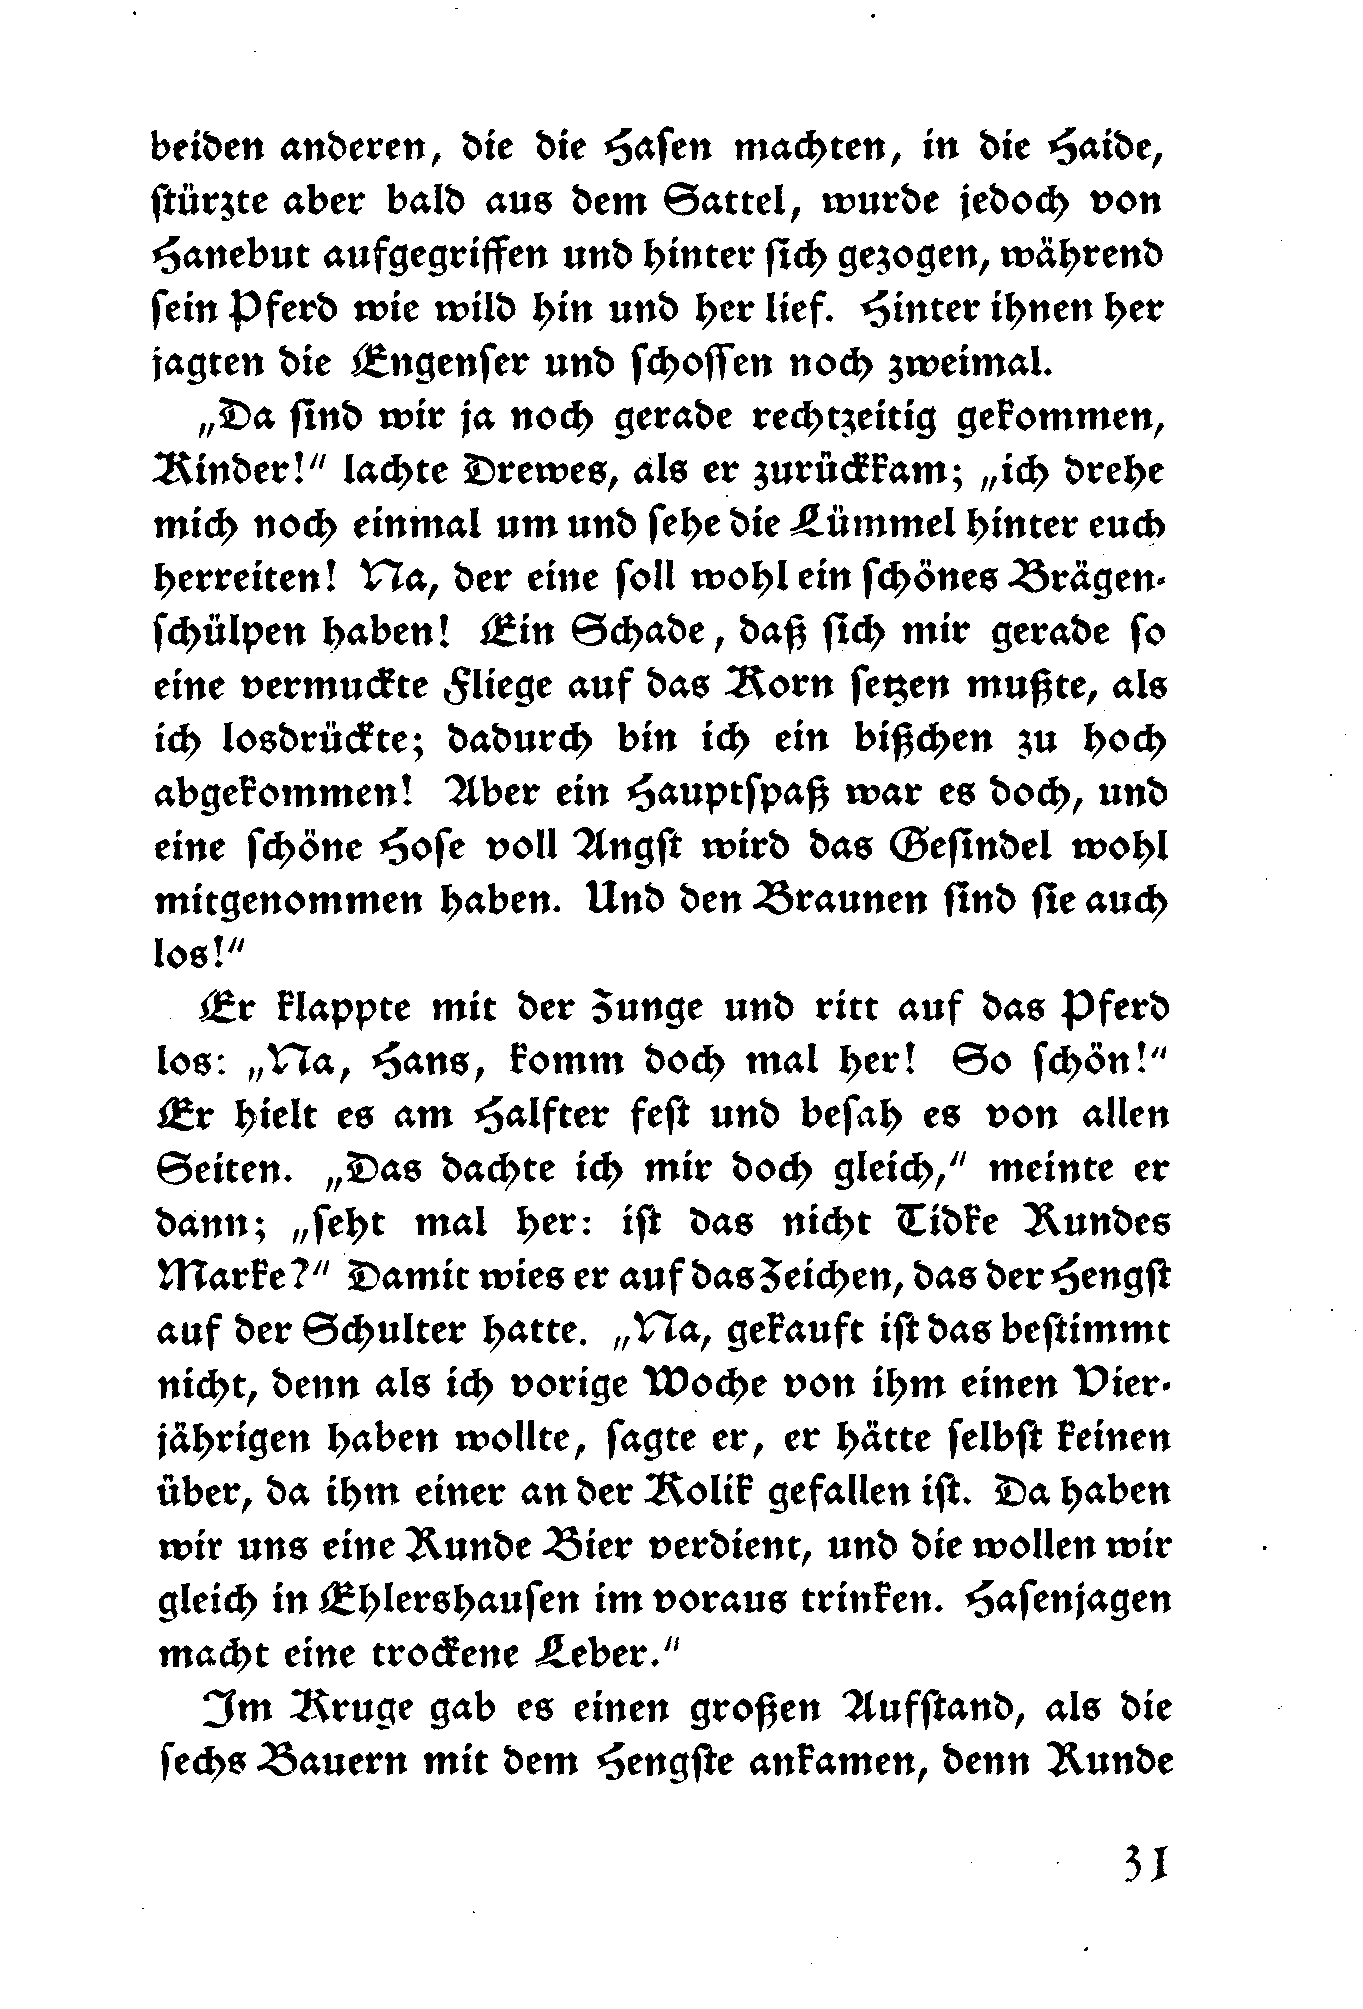 beiden anderen, die die Hasen machten, in die Haide,
stürzte aber bald aus dem Sattel, wurde jedoch von
Hanebut aufgegriffen und hinter sich gezogen, während
sein Pferd wie wild hin und her lief. Hinter ihnen her
jagten die Engenser und schossen noch zweimal.
„Da sind wir ja noch gerade rechtzeitig gekommen,
Kinder!“ lachte Drewes, als er zurückkam; „ich drehe
mich noch einmal um und sehe die Lümmel hinter euch
herreiten! Na, der eine soll wohl ein schönes Brägen-
schülpen haben! Ein Schade, daß sich mir gerade so
eine vermuckte Fliege auf das Korn setzen mußte, als
ich losdrückte; dadurch bin ich ein bißchen zu hoch
abgekommen! Aber ein Hauptspaß war es doch, und
eine schöne Hose voll Angst wird das Gesindel wohl
mitgenommen haben. Und den Braunen sind sie auch
los!“
Er klappte mit der Zunge und ritt auf das Pferd
los: „Na, Hans, komm doch mal her! So schön!“
Er hielt es am Halfter fest und besah es von allen
Seiten. „Das dachte ich mir doch gleich,“ meinte er
dann; „seht mal her: ist das nicht Tidke Rundes
Marke?“ Damit wies er auf das Zeichen, das der Hengst
auf der Schulter hatte. „Na, gekauft ist das bestimmt
nicht, denn als ich vorige Woche von ihm einen Vier-
jährigen haben wollte, sagte er, er hätte selbst keinen
über, da ihm einer an der Kolik gefallen ist. Da haben
wir uns eine Runde Bier verdient, und die wollen wir
gleich in Ehlershausen im voraus trinken. Hasenjagen
macht eine trockene Leber.“
Im Kruge gab es einen großen Aufstand, als die
sechs Bauern mit dem Hengste ankamen, denn Runde
31